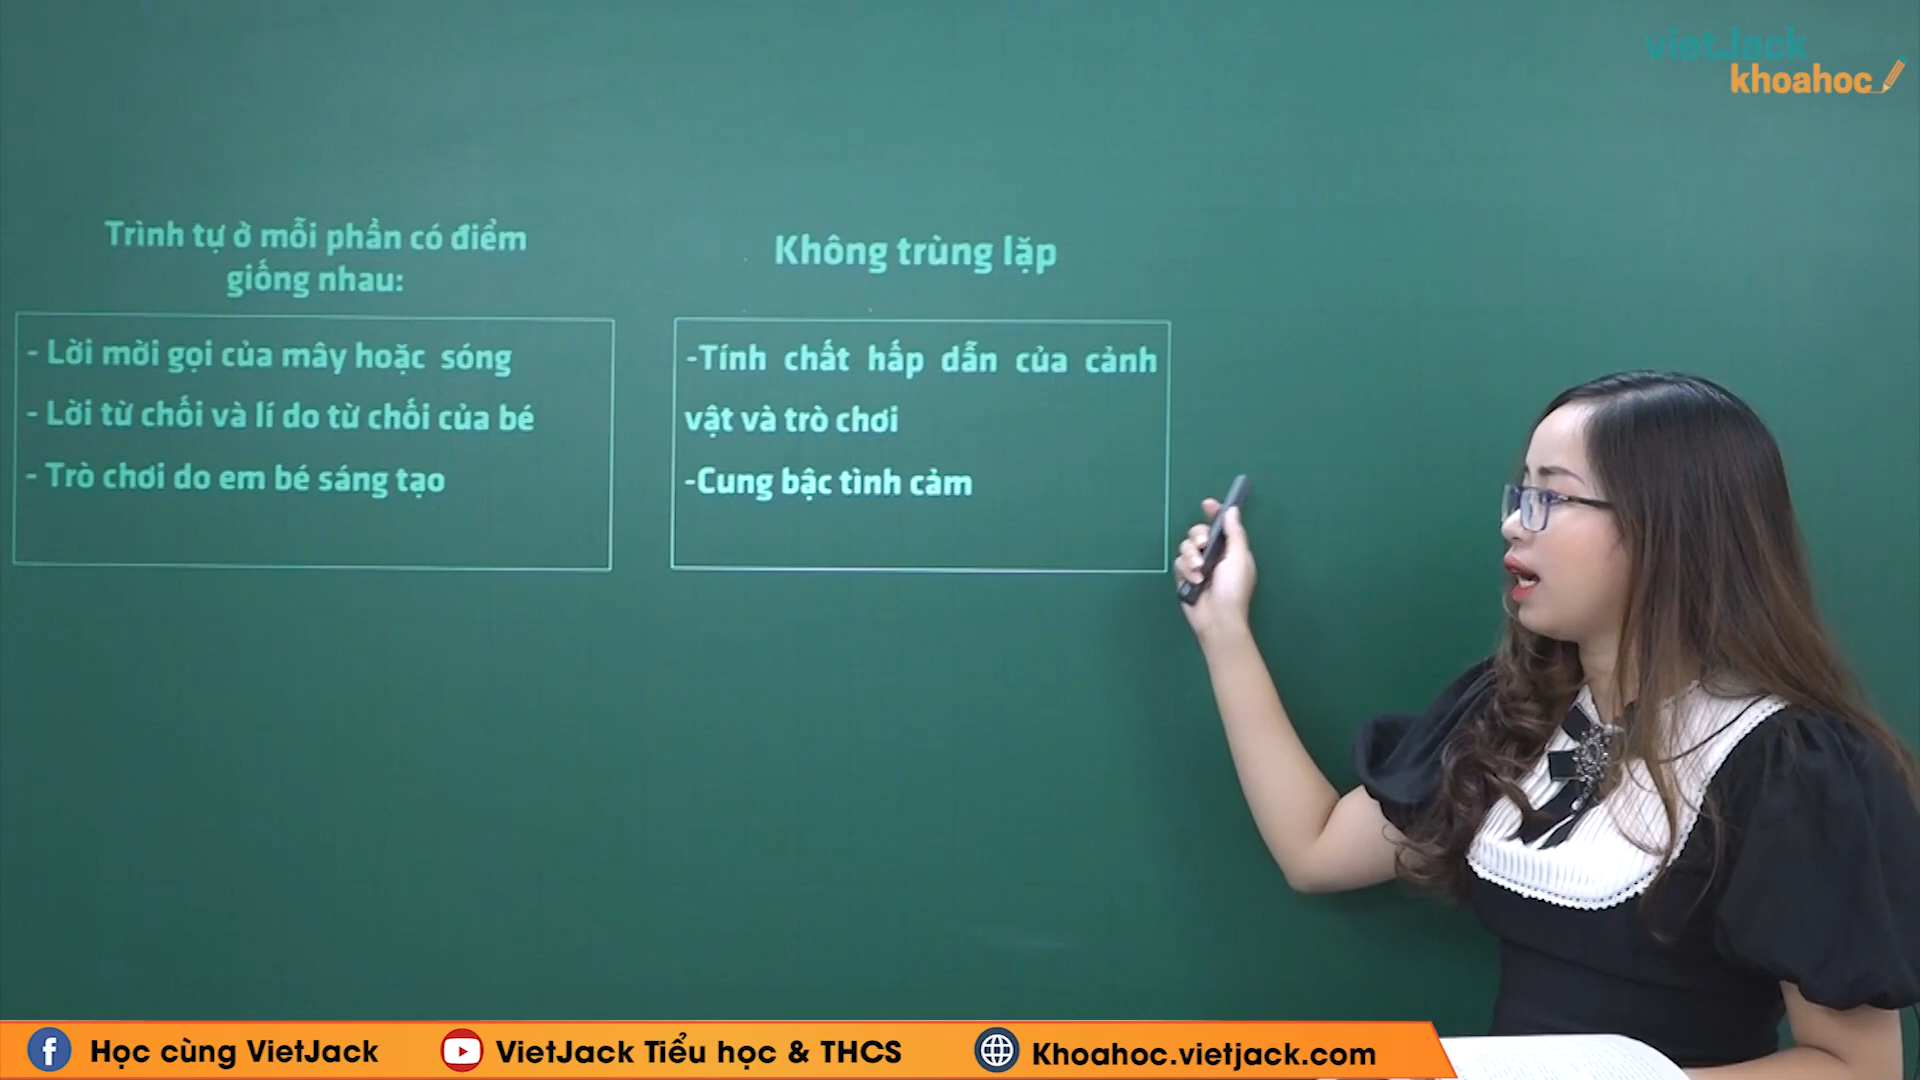 vietJack
khoahoc
Trình tự ở mỗi phần có điểm
giống nhau:
- Lời mời gọi của mây hoặc sóng
- Lời từ chối và lí do từ chối của bé
- Trò chơi do em bé sáng tạo
Không trùng lặp
-Tính chất hấp dẫn của cảnh
vật và trò chơi
-Cung bậc tình cảm
Học cùng VietJack
VietJack Tiểu học & THCS
Khoahoc.vietjack.com